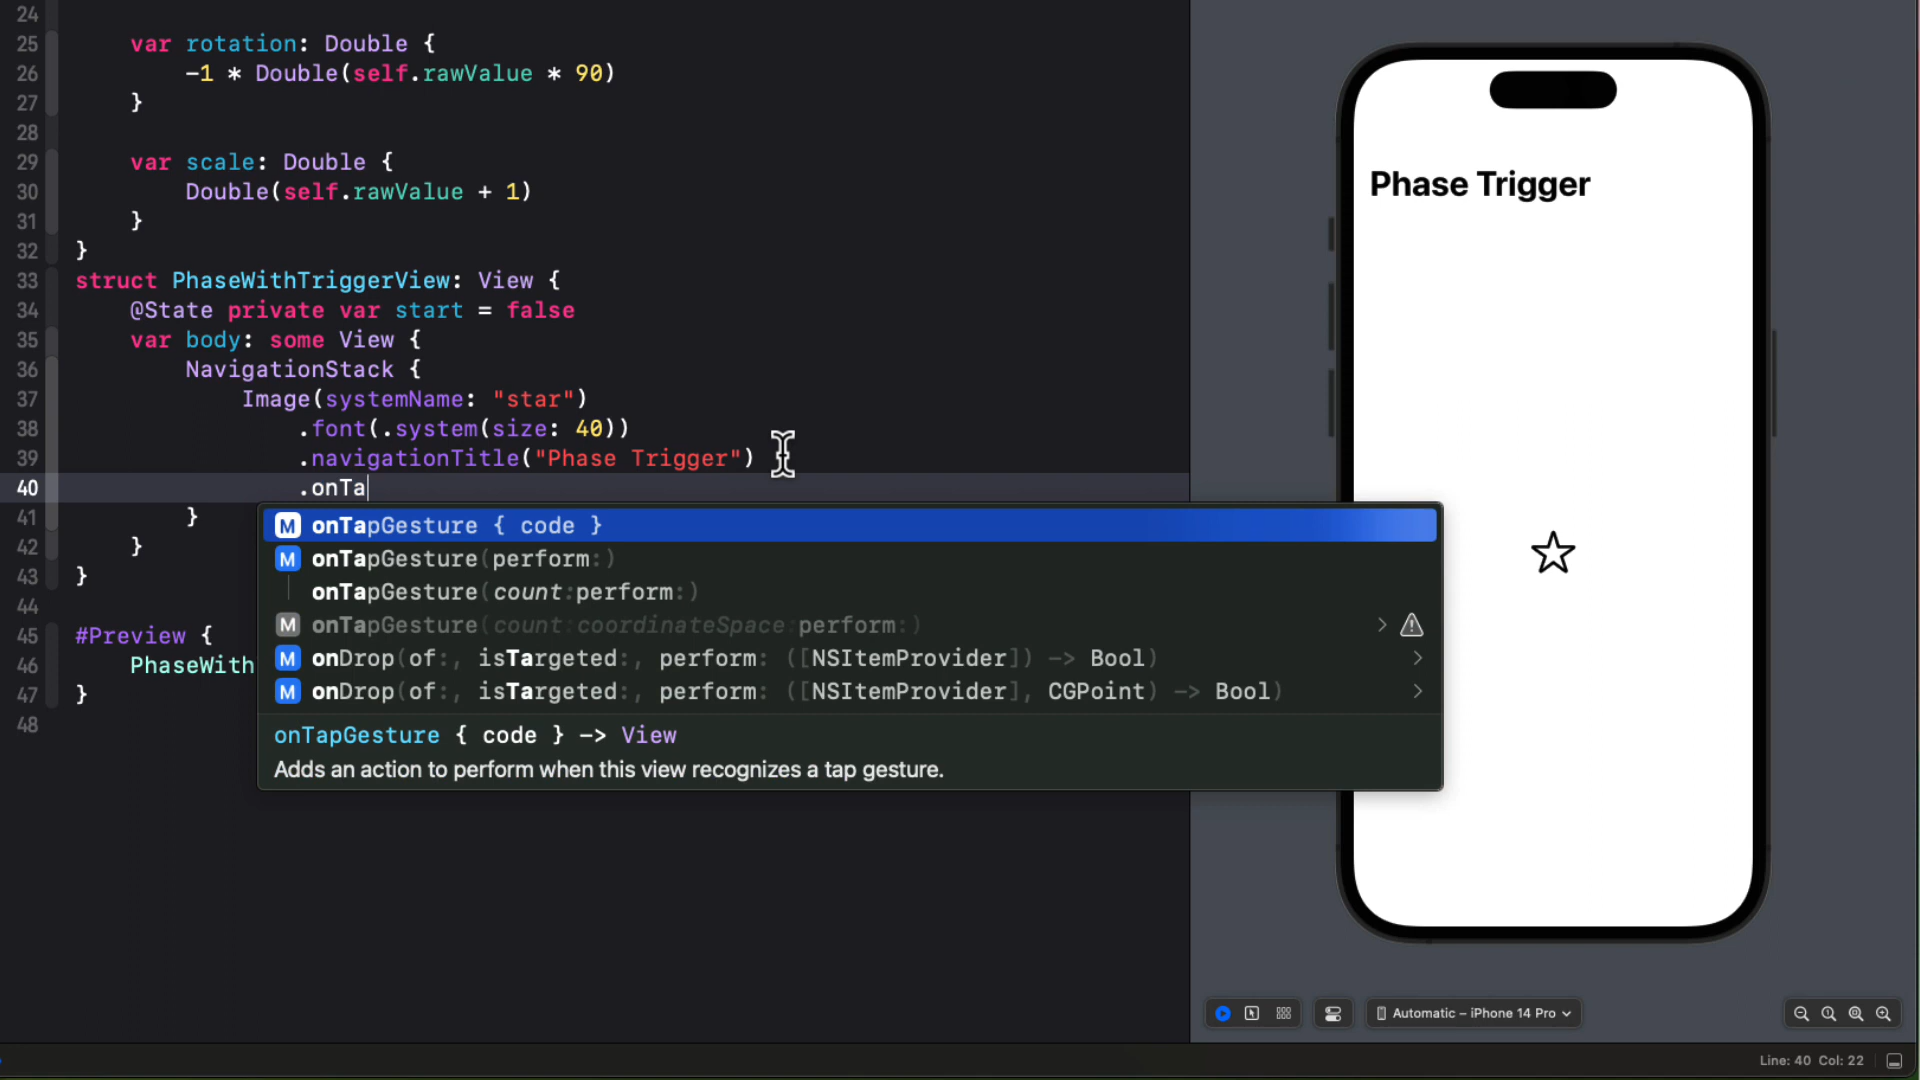 24
25 var rotation: Double {
26 -1 * Double(self.rawValue * 90)
27 }
28
29 var scale: Double {
30 Double(self.rawValue + 1)
31 }
32 }
33 struct PhaseWithTriggerView: View {
34 @State private var start = false
35 var body: some View {
36 NavigationStack {
37 Image(systemName: "star")
38 .font(.system(size: 40))
39 .navigationTitle("Phase Trigger")
40 .onTa
41 }
42 }
43 }
44
45 #Preview {
46 PhaseWith
47 }
48
M onTapGesture { code }
M onTapGesture(perform:)
onTapGesture(count:perform:)
M onTapGesture(count:coordinateSpace:perform:)
M onDrop(of:, isTargeted:, perform: ([NSItemProvider]) -> Bool)
M onDrop(of:, isTargeted:, perform: ([NSItemProvider], CGPoint) -> Bool)
onTapGesture { code } -> View
Adds an action to perform when this view recognizes a tap gesture.
Phase Trigger
Automatic – iPhone 14 Pro
Line: 40 Col: 22